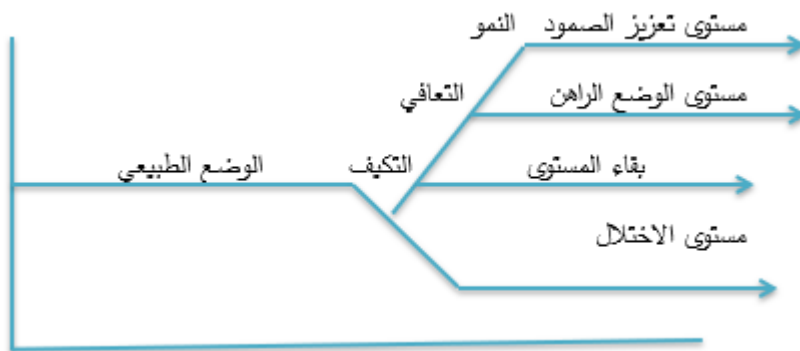 النمو مستوى تعزيز الصمود
التعافي مستوى الوضع الراهن
الوضع الطبيعي التكيف بقاء المستوى
مستوى الاختلال